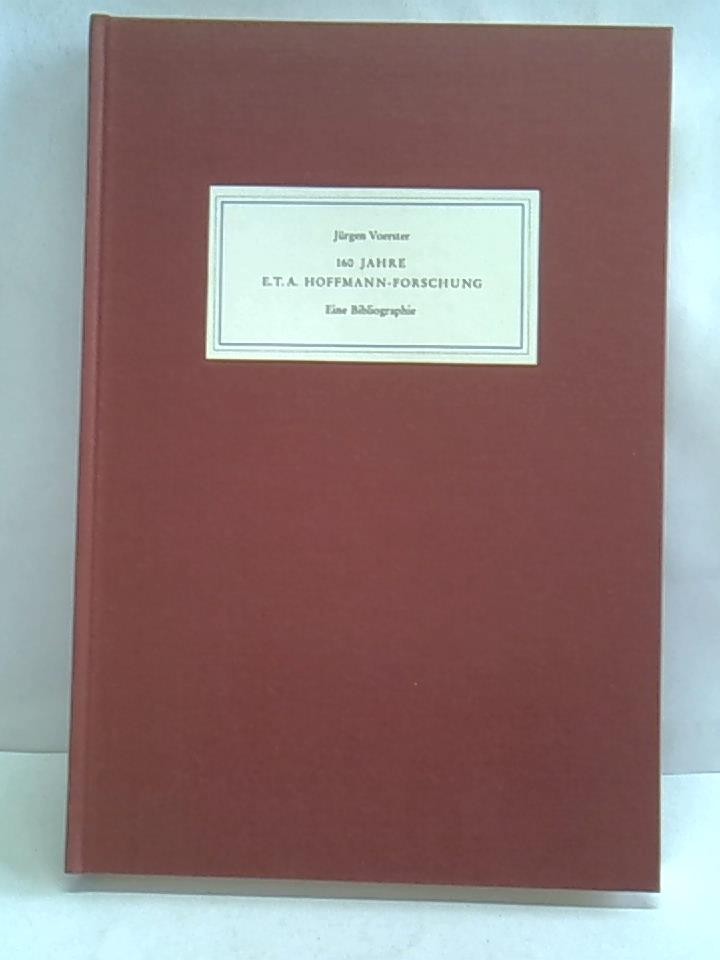 Jürgen Voerster
160 JAHRE
E.T.A. HOFFMANN-FORSCHUNG
Eine Bibliographie